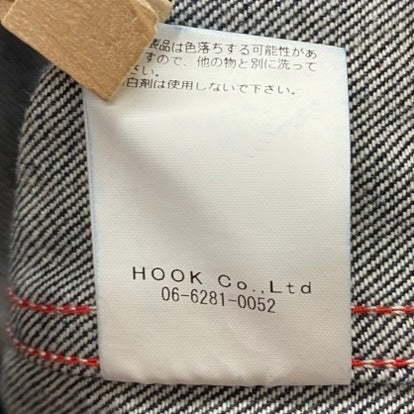 製品は色落ちする可能性があ
すので、他の物と別に洗って
さい。
白剤は使用しないで下さい。
HOOK Co.,Ltd
06-6281-0052